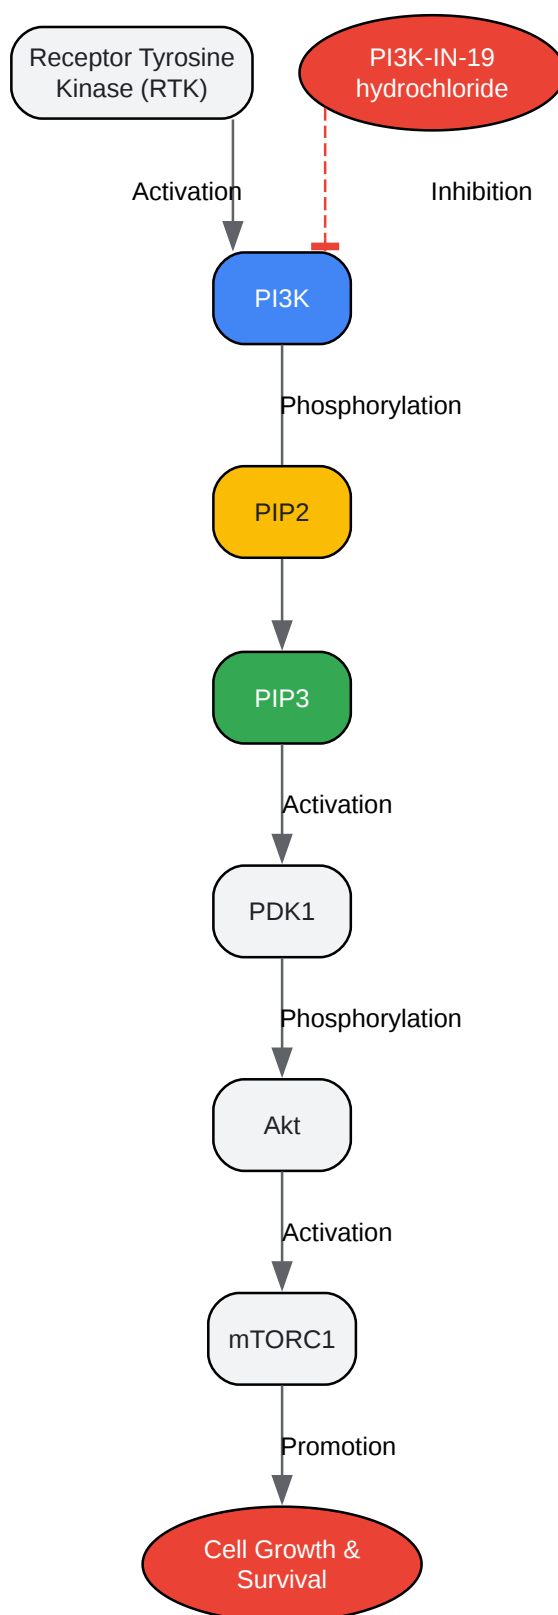 Receptor Tyrosine
Kinase (RTK)
PI3K-IN-19
hydrochloride
Activation
Inhibition
PI3K
Phosphorylation
PIP2
PIP3
Activation
PDK1
Phosphorylation
Akt
Activation
mTORC1
Promotion
Cell Growth &
Survival